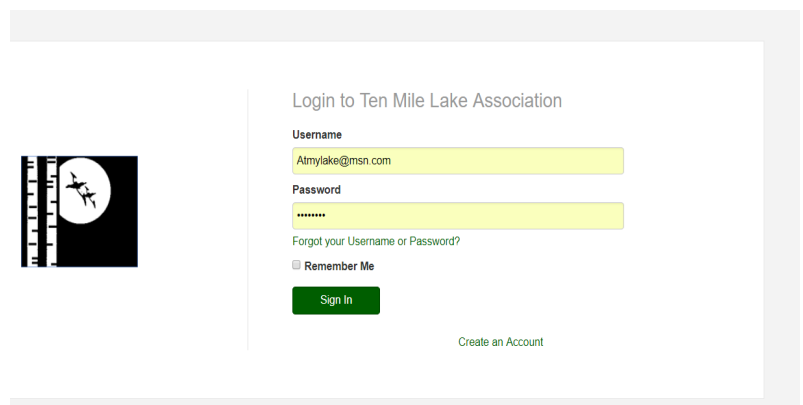 Login to Ten Mile Lake Association
Username
Atmylake@msn.com
Password
••••••••
Forgot your Username or Password?
Remember Me
Sign In
Create an Account